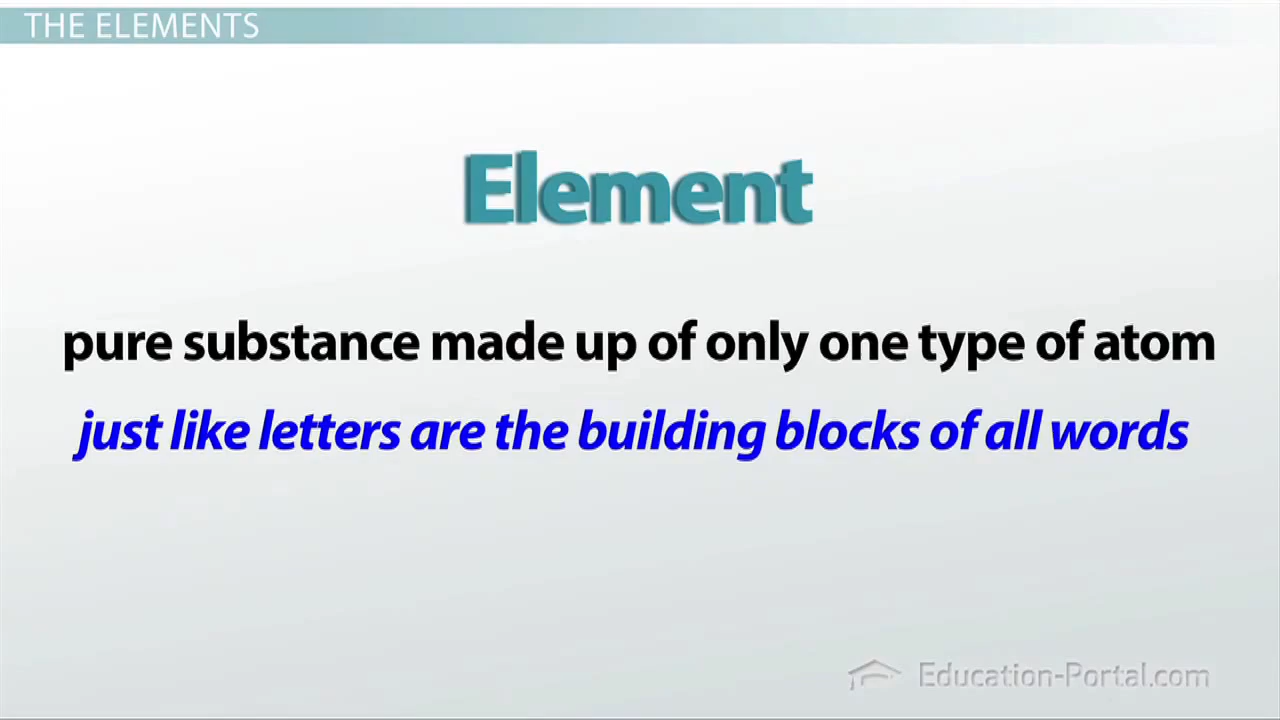 THE ELEMENTS
Element
pure substance made up of only one type of atom
just like letters are the building blocks of all words
Education-Portal.com